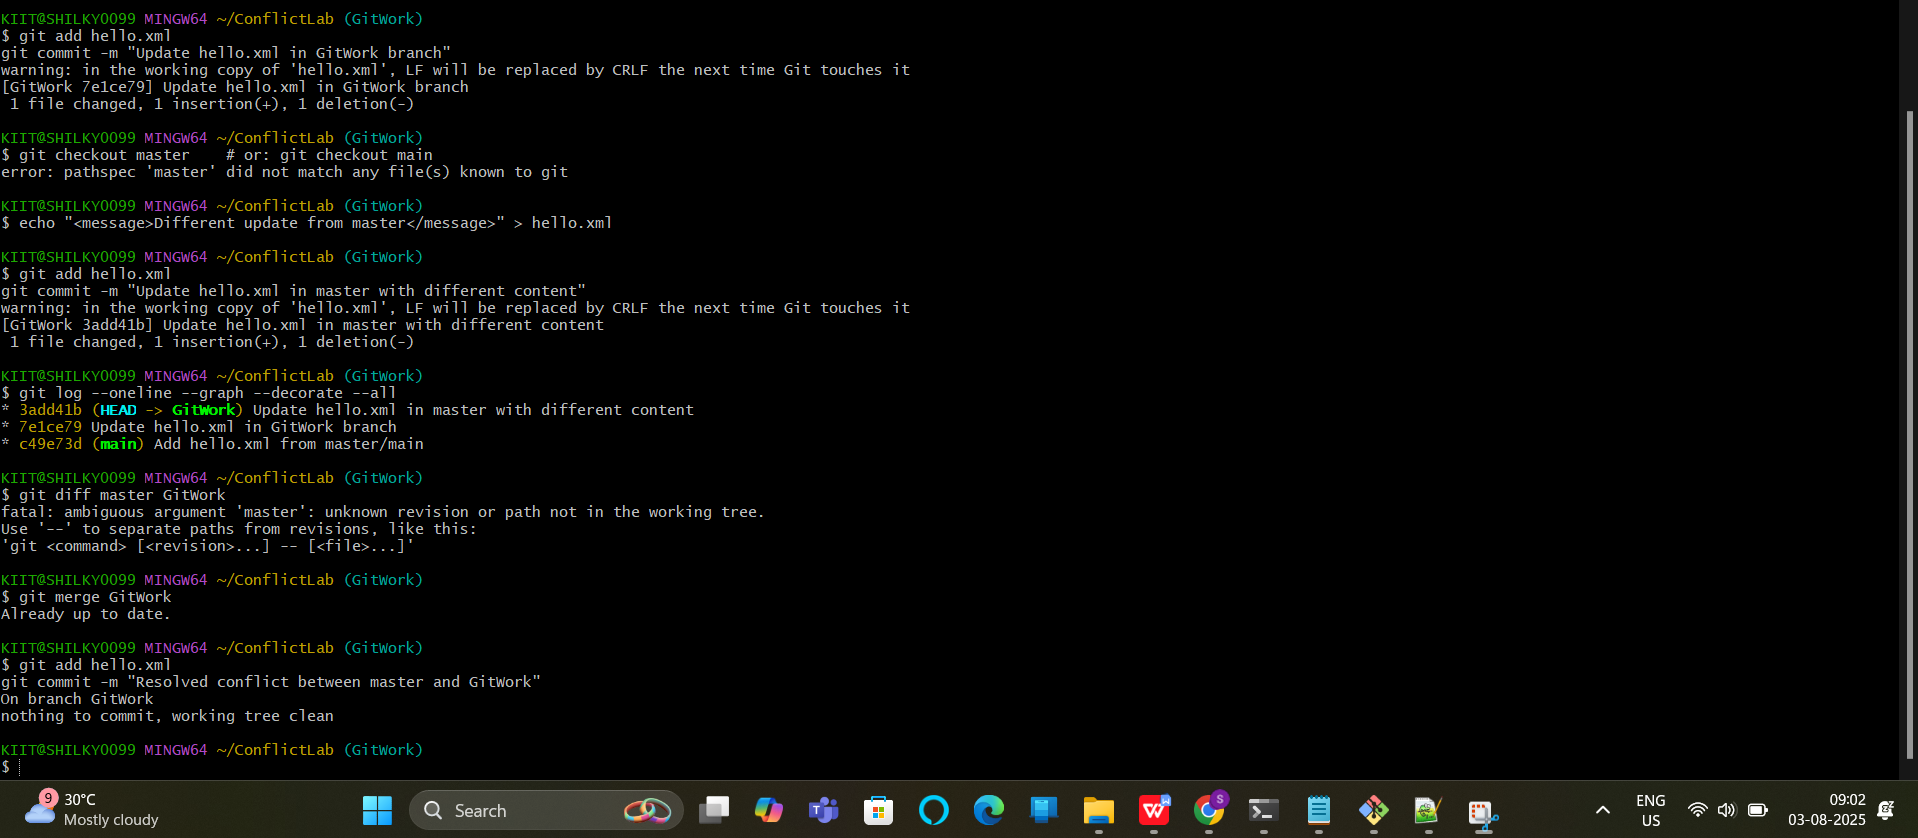 KIIT@SHILKY0099 MINGW64 ~/ConflictLab (GitWork)
$ git add hello.xml
git commit -m "Update hello.xml in GitWork branch"
warning: in the working copy of 'hello.xml', LF will be replaced by CRLF the next time Git touches it
[GitWork 7e1ce79] Update hello.xml in GitWork branch
 1 file changed, 1 insertion(+), 1 deletion(-)

KIIT@SHILKY0099 MINGW64 ~/ConflictLab (GitWork)
$ git checkout master    # or: git checkout main
error: pathspec 'master' did not match any file(s) known to git

KIIT@SHILKY0099 MINGW64 ~/ConflictLab (GitWork)
$ echo "<message>Different update from master</message>" > hello.xml

KIIT@SHILKY0099 MINGW64 ~/ConflictLab (GitWork)
$ git add hello.xml
git commit -m "Update hello.xml in master with different content"
warning: in the working copy of 'hello.xml', LF will be replaced by CRLF the next time Git touches it
[GitWork 3add41b] Update hello.xml in master with different content
 1 file changed, 1 insertion(+), 1 deletion(-)

KIIT@SHILKY0099 MINGW64 ~/ConflictLab (GitWork)
$ git log --oneline --graph --decorate --all
* 3add41b (HEAD -> GitWork) Update hello.xml in master with different content
* 7e1ce79 Update hello.xml in GitWork branch
* c49e73d (main) Add hello.xml from master/main

KIIT@SHILKY0099 MINGW64 ~/ConflictLab (GitWork)
$ git diff master GitWork
fatal: ambiguous argument 'master': unknown revision or path not in the working tree.
Use '--' to separate paths from revisions, like this:
'git <command> [<revision>...] -- [<file>...]'

KIIT@SHILKY0099 MINGW64 ~/ConflictLab (GitWork)
$ git merge GitWork
Already up to date.

KIIT@SHILKY0099 MINGW64 ~/ConflictLab (GitWork)
$ git add hello.xml
git commit -m "Resolved conflict between master and GitWork"
On branch GitWork
nothing to commit, working tree clean

KIIT@SHILKY0099 MINGW64 ~/ConflictLab (GitWork)
$
9
30°C
Mostly cloudy
Search
T
W
W
S
ENG
US
09:02
03-08-2025